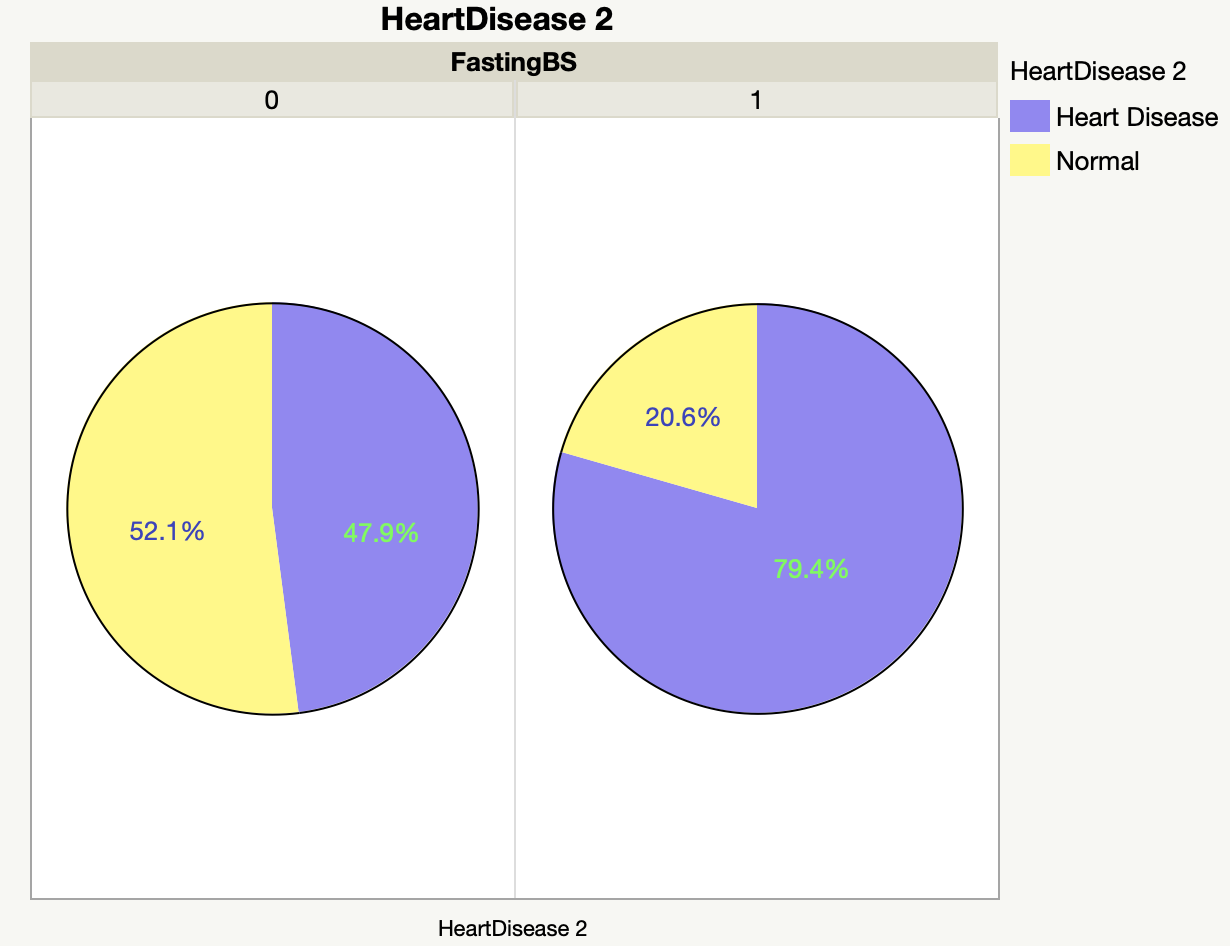 HeartDisease 2
FastingBS
0 1
HeartDisease 2
Heart Disease
Normal
52.1% 47.9%
20.6%
79.4%
HeartDisease 2